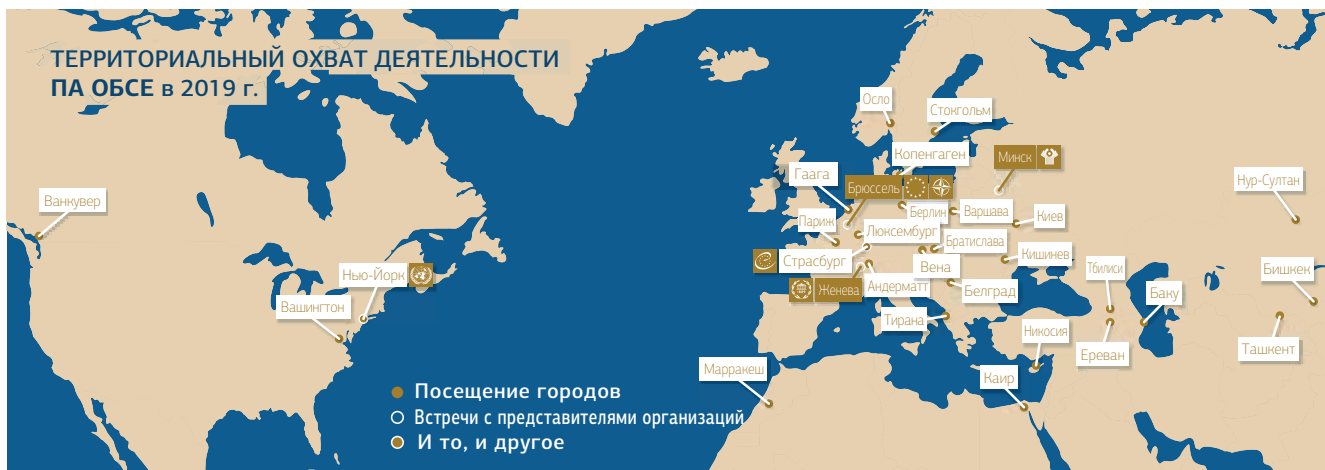 ТЕРРИТОРИАЛЬНЫЙ ОХВАТ ДЕЯТЕЛЬНОСТИ
ПА ОБСЕ в 2019 г.
Осло
Стокгольм
Копенгаген
Минск
Гаага
Брюссель
Нур-Султан
Ванкувер
Париж
Берлин
Варшава
Киев
Люксембург
Братислава
Страсбург
Вена
Кишинев
Тбилиси
Бишкек
Нью-Йорк
Женева
Андерматт
Белград
Баку
Вашингтон
Тирана
Никосия
Ереван
Ташкент
Марракеш
Каир
Посещение городов
Встречи с представителями организаций
И то, и другое